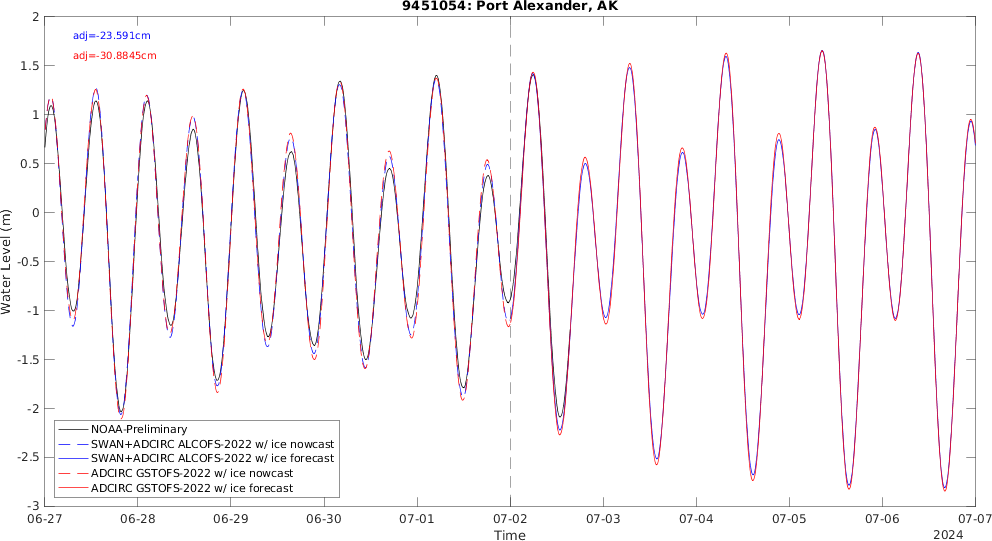 9451054: Port Alexander, AK
adj=-23.591cm
adj=-30.8845cm
Water Level (m)
2
1.5
1
0.5
0
-0.5
-1
-1.5
-2
-2.5
-3
NOAA-Preliminary
SWAN+ADCIRC ALCOFS-2022 w/ ice nowcast
SWAN+ADCIRC ALCOFS-2022 w/ ice forecast
ADCIRC GSTOFS-2022 w/ ice nowcast
ADCIRC GSTOFS-2022 w/ ice forecast
06-27 06-28 06-29 06-30 07-01 07-02 07-03 07-04 07-05 07-06 07-07
Time
2024